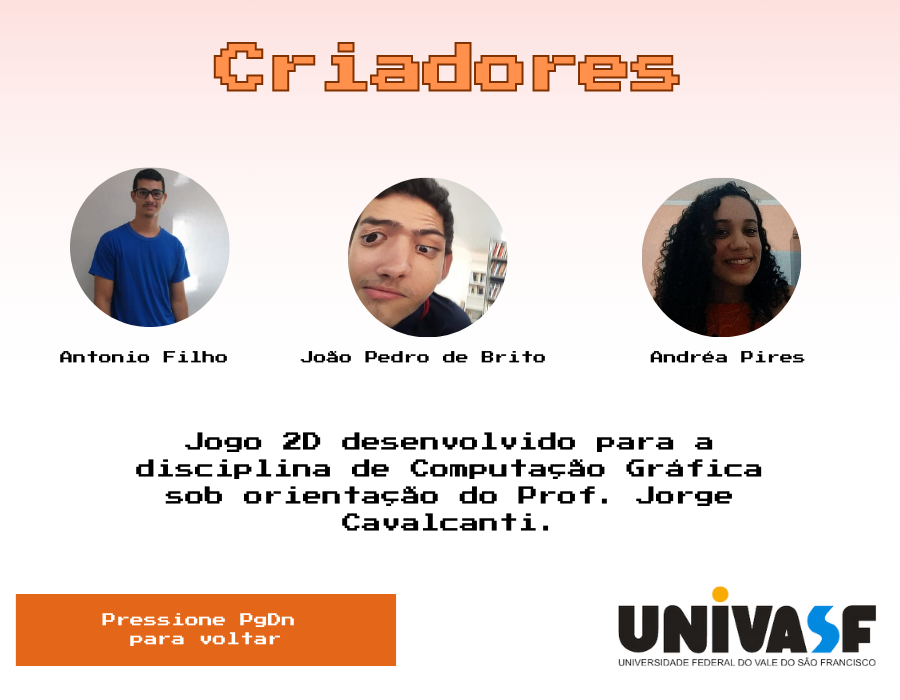 Criadores
Antonio Filho
João Pedro de Brito
Andréa Pires
Jogo 2D desenvolvido para a
disciplina de Computação Gráfica
sob orientação do Prof. Jorge
Cavalcanti.
Pressione PgDn
para voltar
UNIVASF
UNIVERSIDADE FEDERAL DO VALE DO SÃO FRANCISCO